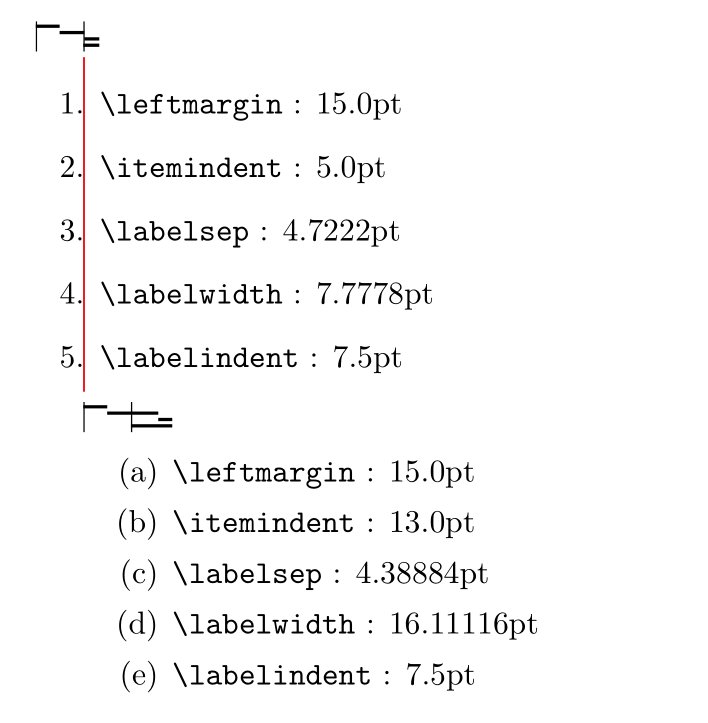 1. \leftmargin : 15.0pt
2. \itemindent : 5.0pt
3. \labelsep : 4.7222pt
4. \labelwidth : 7.7778pt
5. \labelindent : 7.5pt
(a) \leftmargin : 15.0pt
(b) \itemindent : 13.0pt
(c) \labelsep : 4.38884pt
(d) \labelwidth : 16.11116pt
(e) \labelindent : 7.5pt